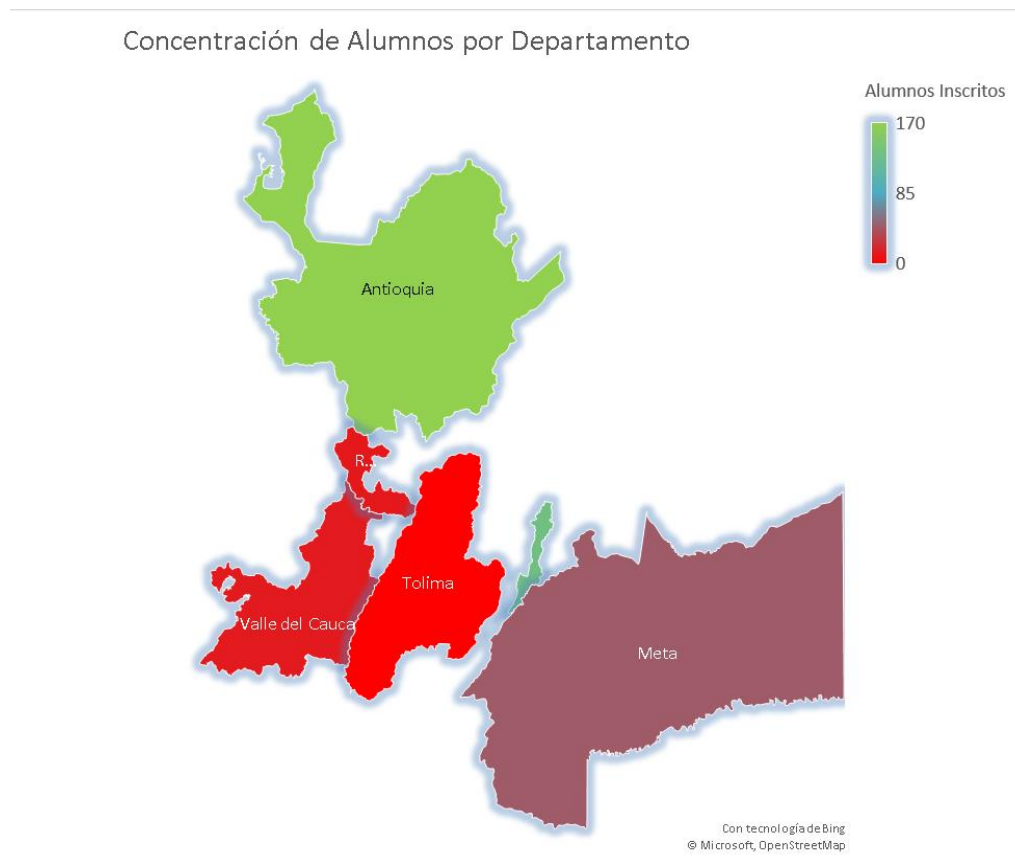 Concentración de Alumnos por Departamento
Alumnos Inscritos
170
85
0
Antioquia
R...
Tolima
Valle del Cauca
Meta
Con tecnología de Bing
© Microsoft, OpenStreetMap